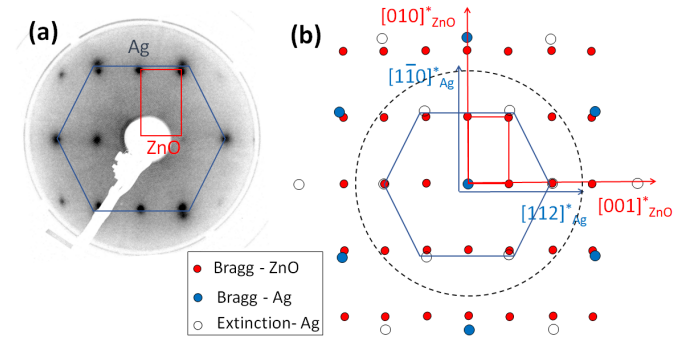 (a)
Ag
ZnO
(b)
[010]*ZnO
[11̅0]*Ag
[112]*Ag
[001]*ZnO
Bragg - ZnO
Bragg - Ag
Extinction- Ag